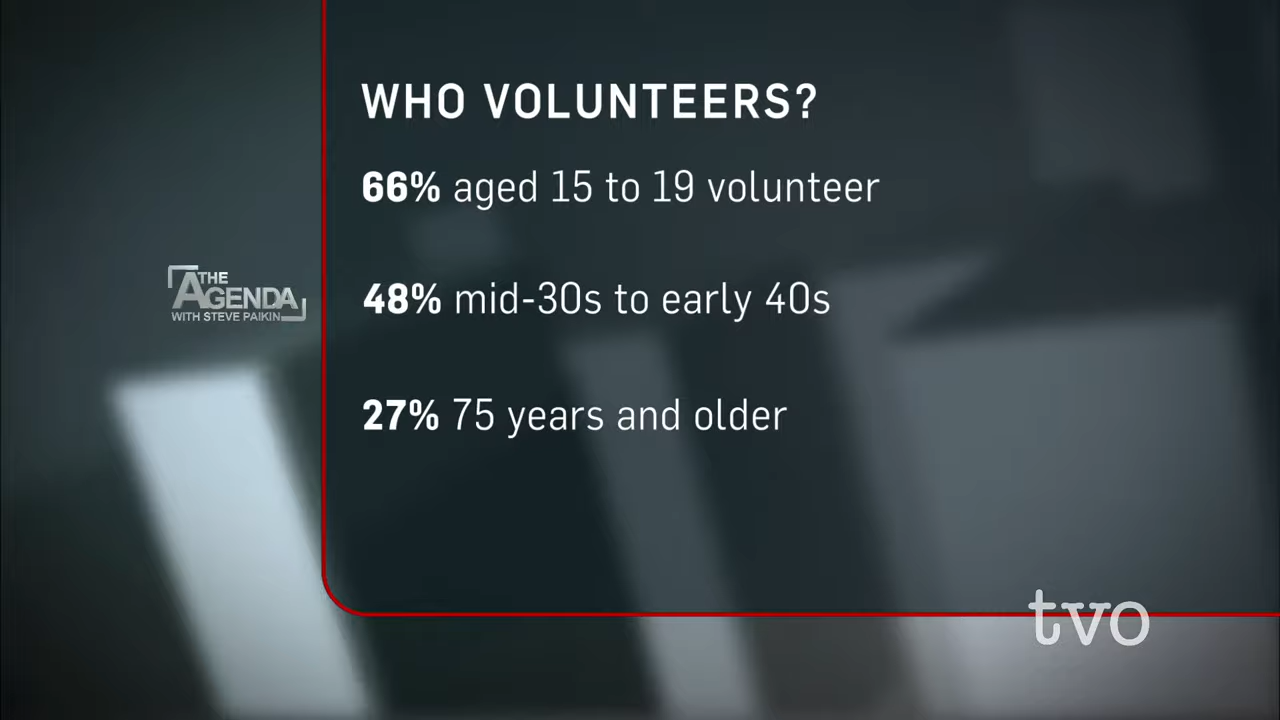 WHO VOLUNTEERS?
66% aged 15 to 19 volunteer
48% mid-30s to early 40s
27% 75 years and older
THE
AGENDA
WITH STEVE PAIKIN
tvo